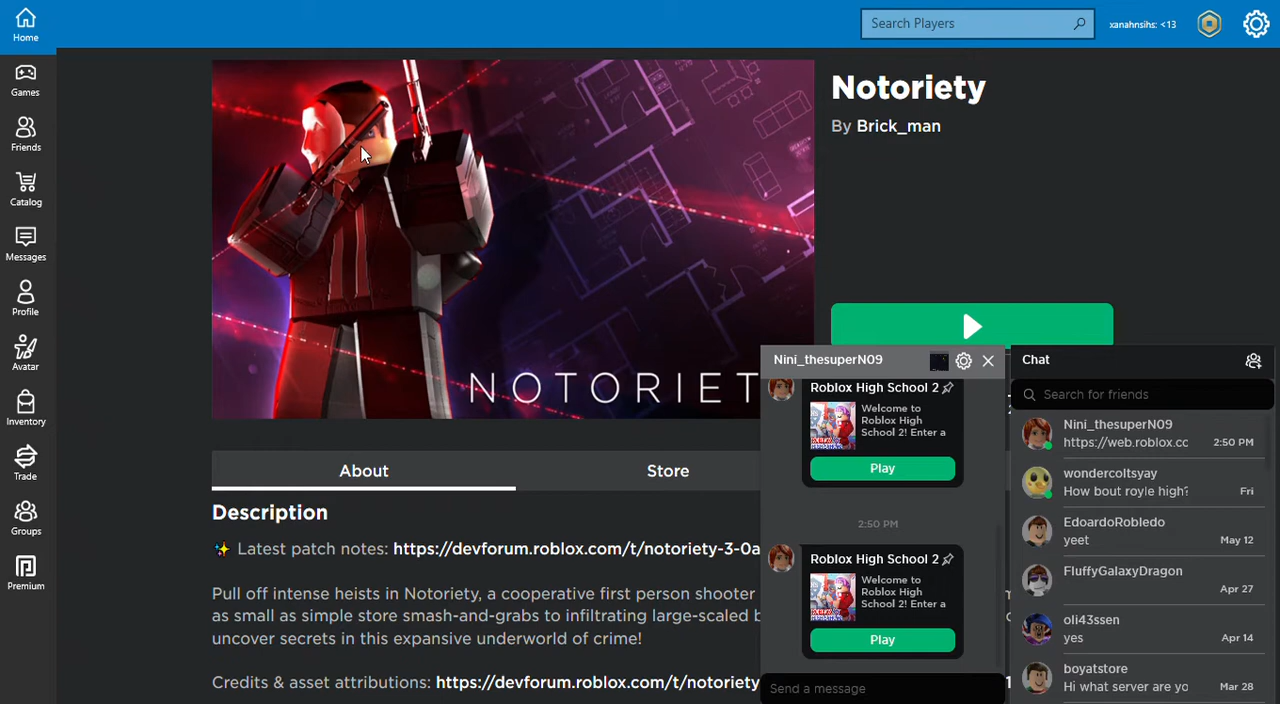 Home
Search Players
xanahnsihs: <13
Games
Friends
Catalog
Messages
Profile
Avatar
Inventory
Trade
Groups
Premium
NOTORIET
Notoriety
By Brick_man
About
Store
Description
✨ Latest patch notes: https://devforum.roblox.com/t/notoriety-3-0a
Pull off intense heists in Notoriety, a cooperative first person shooter
as small as simple store smash-and-grabs to infiltrating large-scaled b
uncover secrets in this expansive underworld of crime!
Credits & asset attributions: https://devforum.roblox.com/t/notoriety
Nini_thesuperN09
Roblox High School 2
Welcome to
Roblox High
School 2! Enter a
Play
2:50 PM
Roblox High School 2
Welcome to
Roblox High
School 2! Enter a
Play
Send a message
Chat
Search for friends
Nini_thesuperN09
https://web.roblox.cc 2:50 PM
wondercoltsyay
How bout royle high? Fri
EdoardoRobledo
yeet May 12
FluffyGalaxyDragon
Apr 27
oli43ssen
yes Apr 14
boyatstore
Hi what server are yo Mar 28